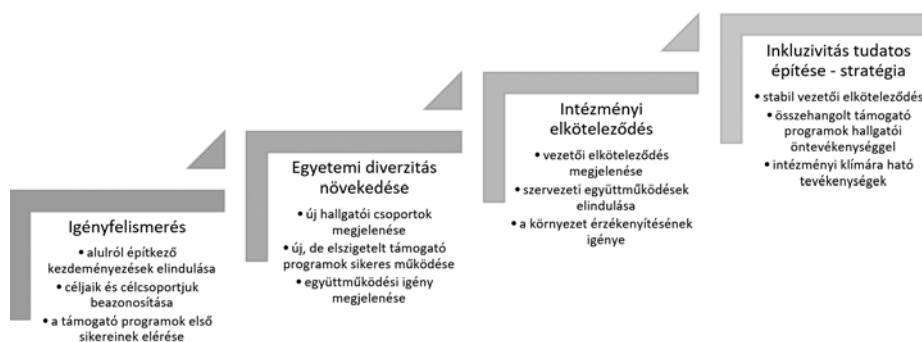 Igényfelismerés
• alulról építkező
kezdeményezések elindulása
• céljaik és célcsoportjuk
beazonosítása
• a támogató programok első
sikereinek elérése
Egyetemi diverzitás
növekedése
• új hallgatói csoportok
megjelenése
• új, de elszigetelt támogató
programok sikeres működése
• együttműködési igény
megjelenése
Intézményi
elköteleződés
• vezetői elköteleződés
megjelenése
• szervezeti együttműködések
elindulása
• a környezet érzékenyítésének
igénye
Inkluzivitás tudatos
építése - stratégia
• stabil vezetői elköteleződés
• összehangolt támogató
programok hallgatói
öntevékenységgel
• intézményi klímára ható
tevékenységek